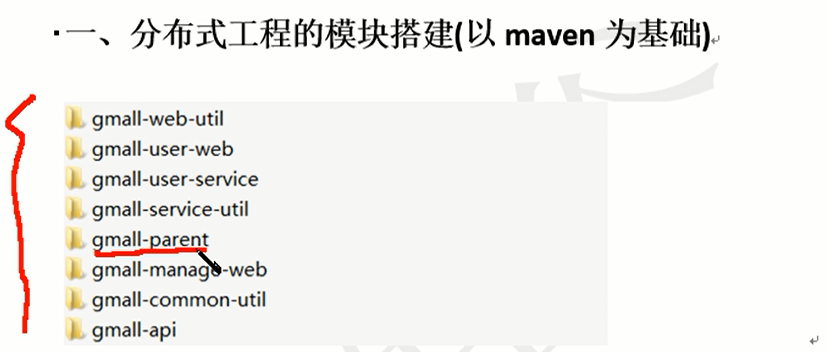 一、分布式工程的模块搭建(以 maven 为基础)
gmall-web-util
gmall-user-web
gmall-user-service
gmall-service-util
gmall-parent
gmall-manage-web
gmall-common-util
gmall-api